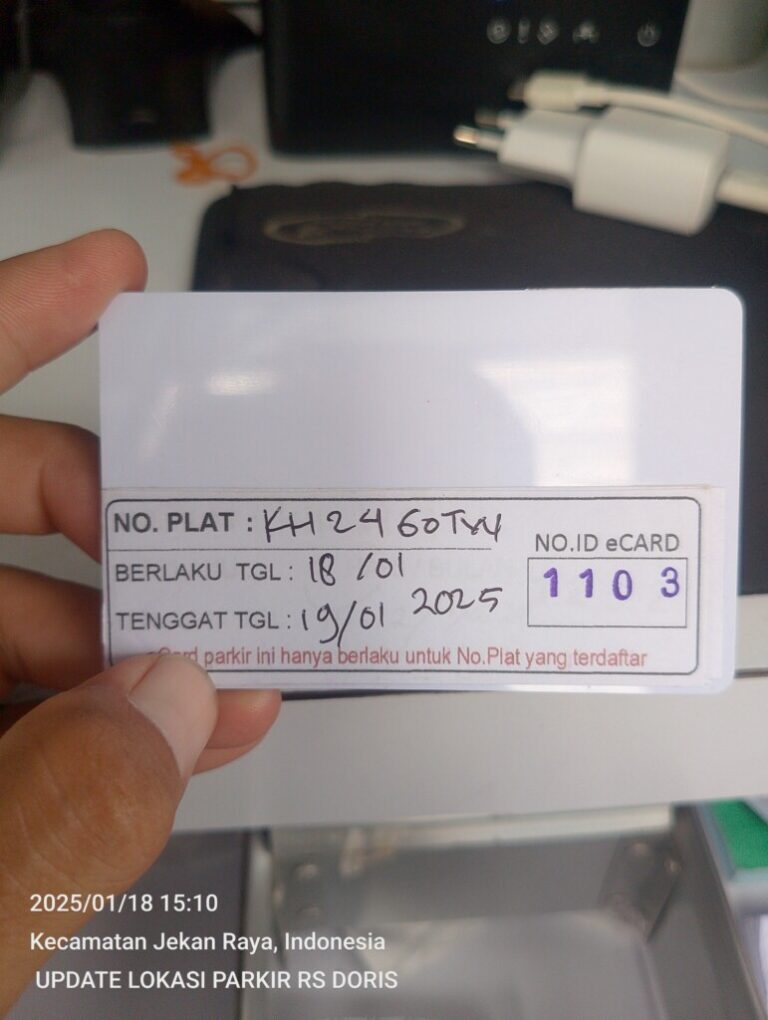 NO. PLAT : KH 2460 TYY
NO.ID eCARD
BERLAKU TGL : 18 /01
1103
TENGGAT TGL : 19/01 2025
eCard parkir ini hanya berlaku untuk No.Plat yang terdaftar
2025/01/18 15:10
Kecamatan Jekan Raya, Indonesia
UPDATE LOKASI PARKIR RS DORIS